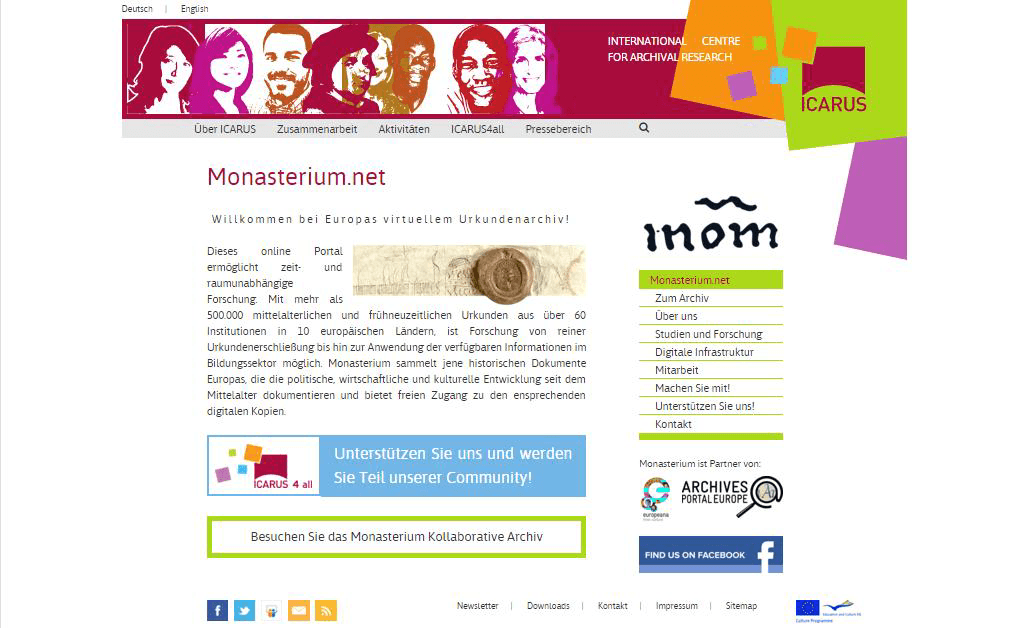 Deutsch | English
INTERNATIONAL CENTRE
FOR ARCHIVAL RESEARCH
ICARUS
Über ICARUS Zusammenarbeit Aktivitäten ICARUS4all Pressebereich
Monasterium.net
Willkommen bei Europas virtuellem Urkundenarchiv!
Dieses online Portal
ermöglicht zeit- und
raumunabhängige
Forschung. Mit mehr als
500.000 mittelalterlichen und frühneuzeitlichen Urkunden aus über 60
Institutionen in 10 europäischen Ländern, ist Forschung von reiner
Urkundenerschließung bis hin zur Anwendung der verfügbaren Informationen im
Bildungssektor möglich. Monasterium sammelt jene historischen Dokumente
Europas, die die politische, wirtschaftliche und kulturelle Entwicklung seit dem
Mittelalter dokumentieren und bietet freien Zugang zu den ensprechenden
digitalen Kopien.
ICARUS 4 all
Unterstützen Sie uns und werden
Sie Teil unserer Community!
Besuchen Sie das Monasterium Kollaborative Archiv
mom
Monasterium.net
Zum Archiv
Über uns
Studien und Forschung
Digitale Infrastruktur
Mitarbeit
Machen Sie mit!
Unterstützen Sie uns!
Kontakt
Monasterium ist Partner von:
europeana
ARCHIVES
PORTAL EUROPE
FIND US ON FACEBOOK
Newsletter | Downloads | Kontakt | Impressum | Sitemap
Culture Programme